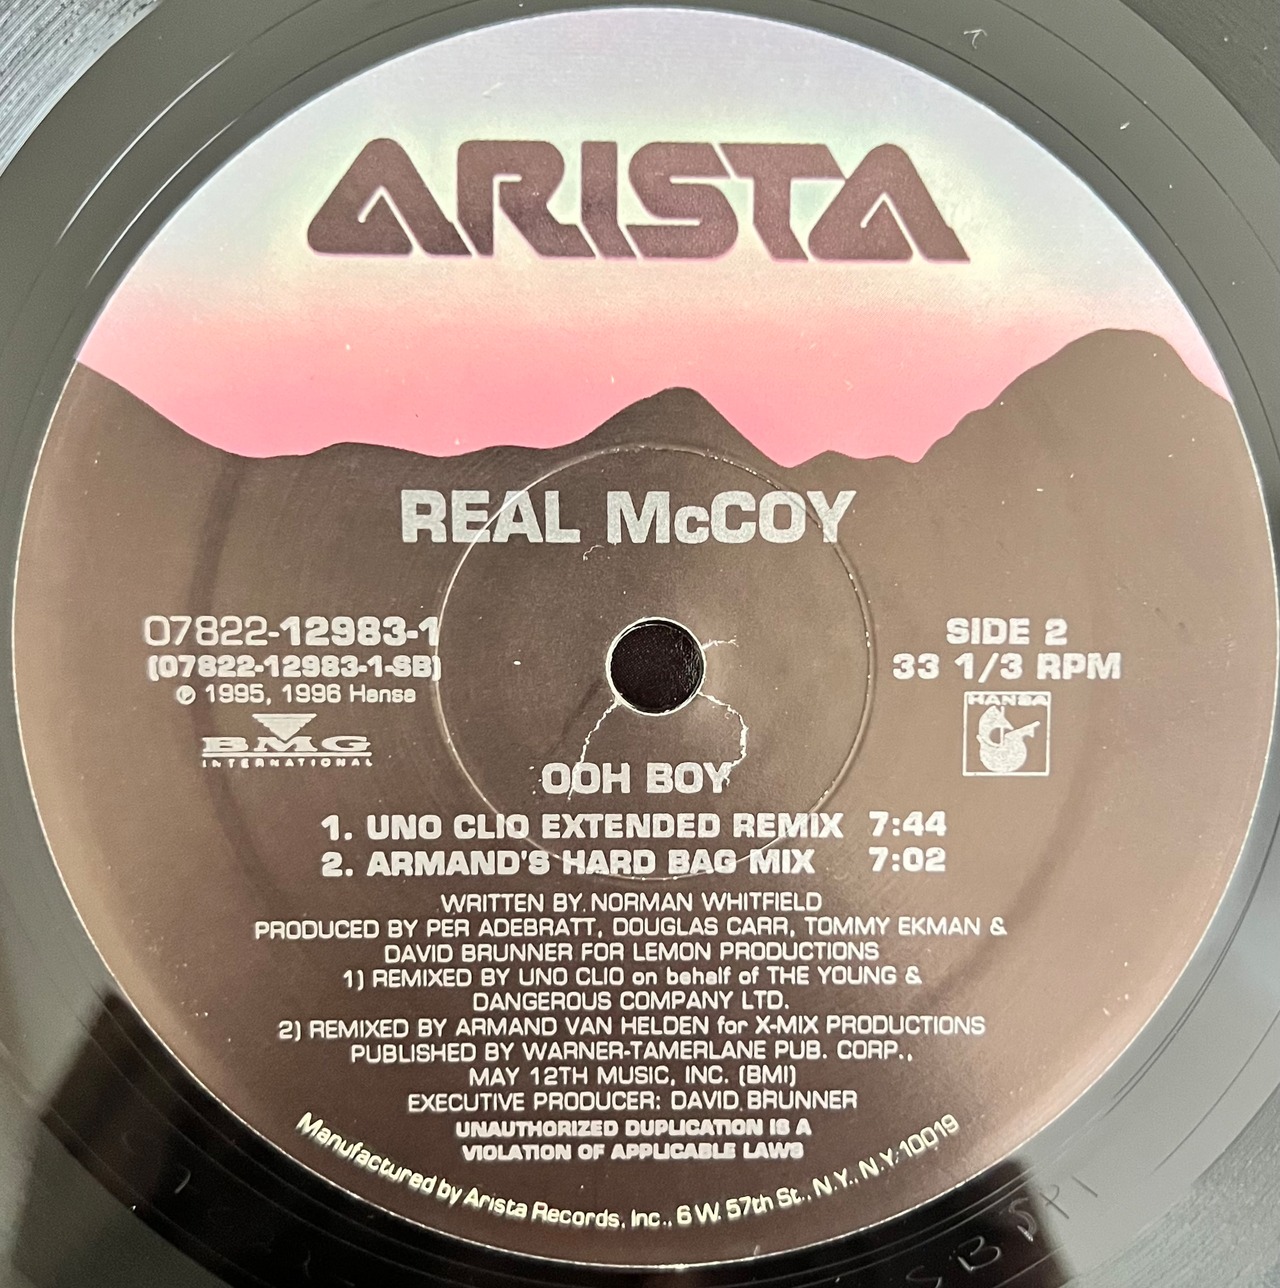 ARISTA
REAL McCOY
07822-12983-1
(07822-12983-1-SB)
℗ 1995, 1996 Hansa
BMG
INTERNATIONAL
SIDE 2
33 1/3 RPM
HANSA
OOH BOY
1. UNO CLIO EXTENDED REMIX 7:44
2. ARMAND'S HARD BAG MIX 7:02
WRITTEN BY NORMAN WHITFIELD
PRODUCED BY PER ADEBRATT, DOUGLAS CARR, TOMMY EKMAN &
DAVID BRUNNER FOR LEMON PRODUCTIONS
1) REMIXED BY UNO CLIO on behalf of THE YOUNG &
DANGEROUS COMPANY LTD.
2) REMIXED BY ARMAND VAN HELDEN for X-MIX PRODUCTIONS
PUBLISHED BY WARNER-TAMERLANE PUB. CORP.,
MAY 12TH MUSIC, INC. (BMI)
EXECUTIVE PRODUCER: DAVID BRUNNER
UNAUTHORIZED DUPLICATION IS A
VIOLATION OF APPLICABLE LAWS
Manufactured by Arista Records, Inc., 6 W. 57th St., N.Y., N.Y. 10019